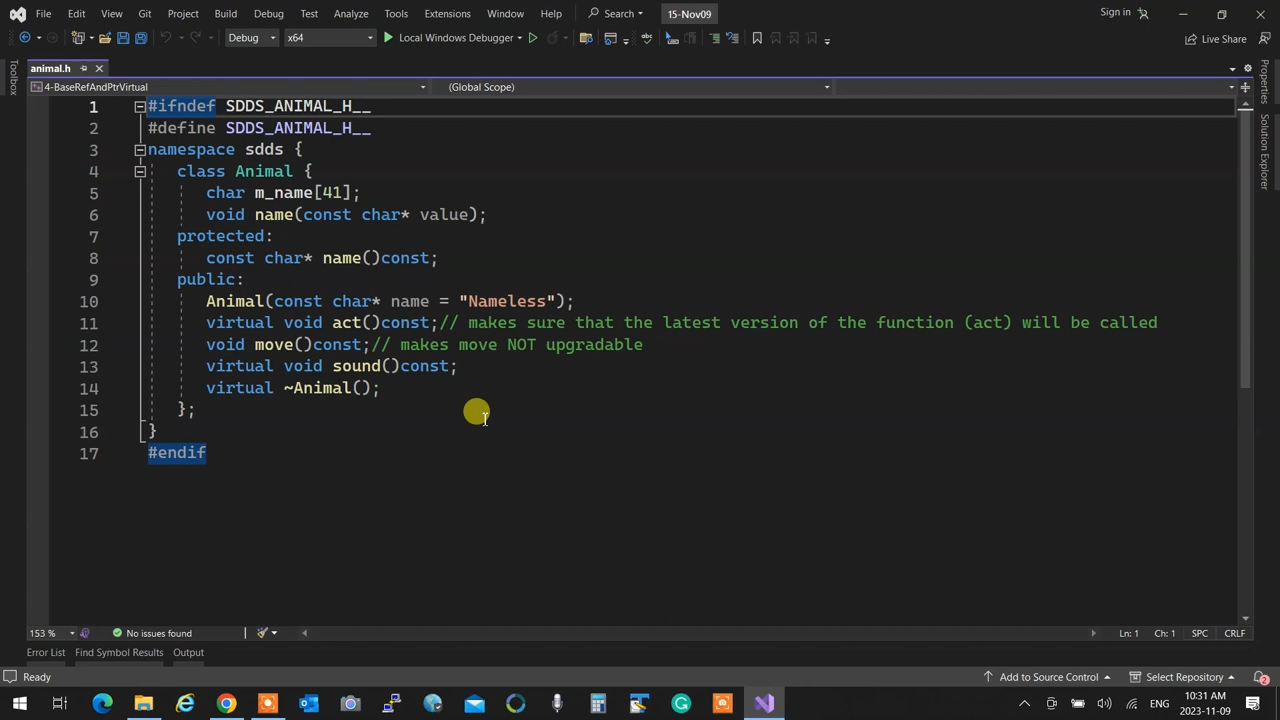 File Edit View Git Project Build Debug Test Analyze Tools Extensions Window Help Search 15-Nov09 Sign in
Debug x64 Local Windows Debugger Live Share
Toolbox
animal.h
4-BaseRefAndPtrVirtual (Global Scope)
Properties
Solution Explorer
1 #ifndef SDDS_ANIMAL_H__
2 #define SDDS_ANIMAL_H__
3 namespace sdds {
4 class Animal {
5 char m_name[41];
6 void name(const char* value);
7 protected:
8 const char* name()const;
9 public:
10 Animal(const char* name = "Nameless");
11 virtual void act()const;// makes sure that the latest version of the function (act) will be called
12 void move()const;// makes move NOT upgradable
13 virtual void sound()const;
14 virtual ~Animal();
15 };
16 }
17 #endif
153 % No issues found Ln: 1 Ch: 1 SPC CRLF
Error List Find Symbol Results Output
Ready Add to Source Control Select Repository 2
10:31 AM
ENG
2023-11-09